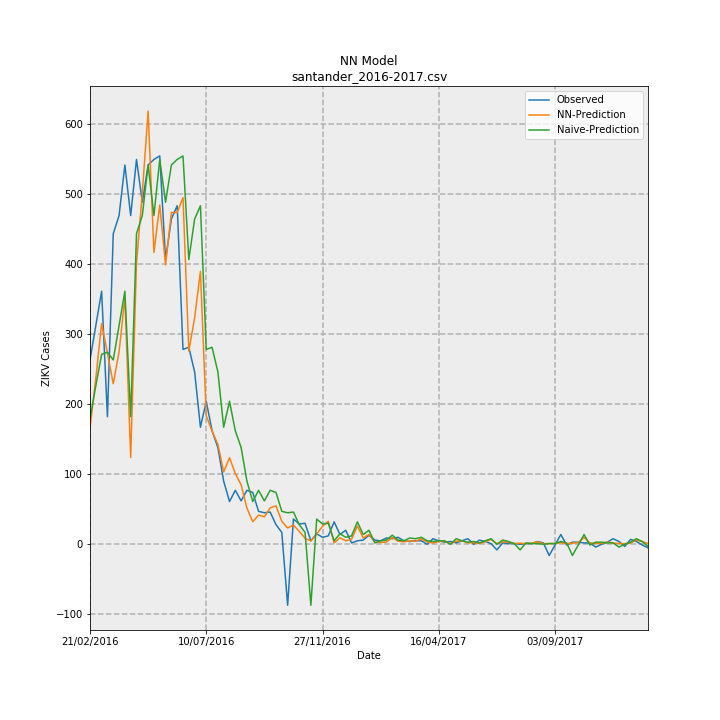 NN Model
santander_2016-2017.csv
Observed
NN-Prediction
Naive-Prediction
600
500
400
300
200
100
0
−100
ZIKV Cases
21/02/2016
10/07/2016
27/11/2016
16/04/2017
03/09/2017
Date